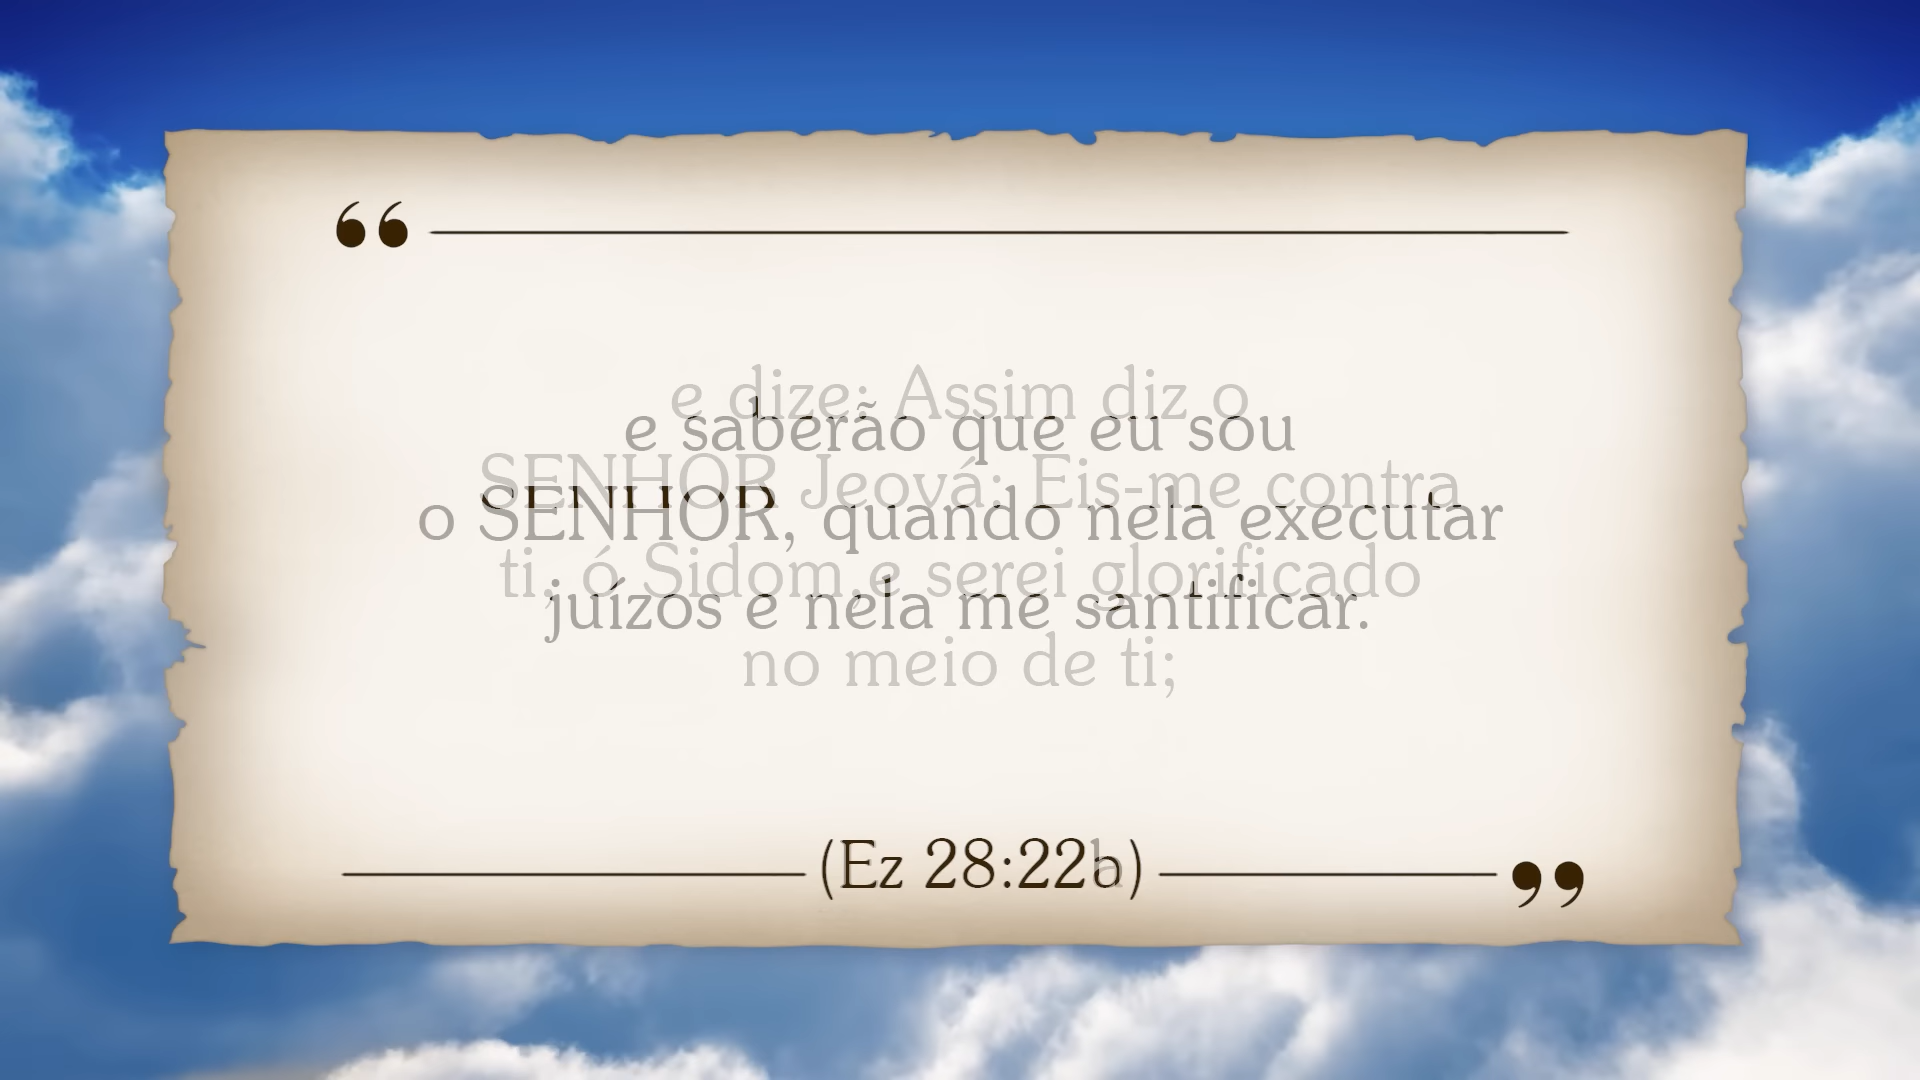 e dize: Assim diz o
SENHOR Jeová: Eis-me contra
ti, ó Sidom,e serei glorificado
no meio de ti;
e saberão que eu sou
o SENHOR, quando nela executar
juízos e nela me santificar.
(Ez 28:22b)